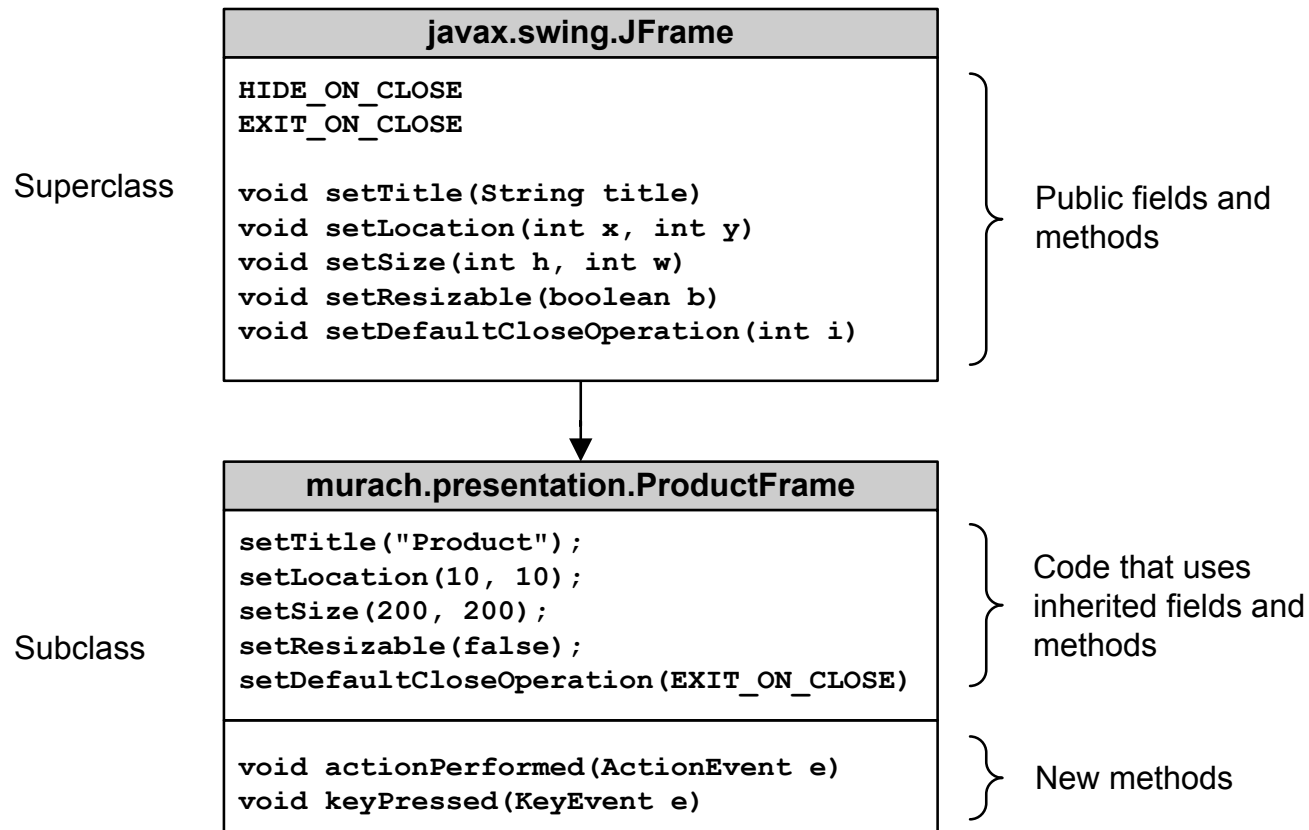 javax.swing.JFrame
HIDE_ON_CLOSE
EXIT_ON_CLOSE
void setTitle(String title)
void setLocation(int x, int y)
void setSize(int h, int w)
void setResizable(boolean b)
void setDefaultCloseOperation(int i)
Superclass
Public fields and
methods
murach.presentation.ProductFrame
setTitle("Product");
setLocation(10, 10);
setSize(200, 200);
setResizable(false);
setDefaultCloseOperation(EXIT_ON_CLOSE)
Subclass
Code that uses
inherited fields and
methods
void actionPerformed(ActionEvent e)
void keyPressed(KeyEvent e)
New methods